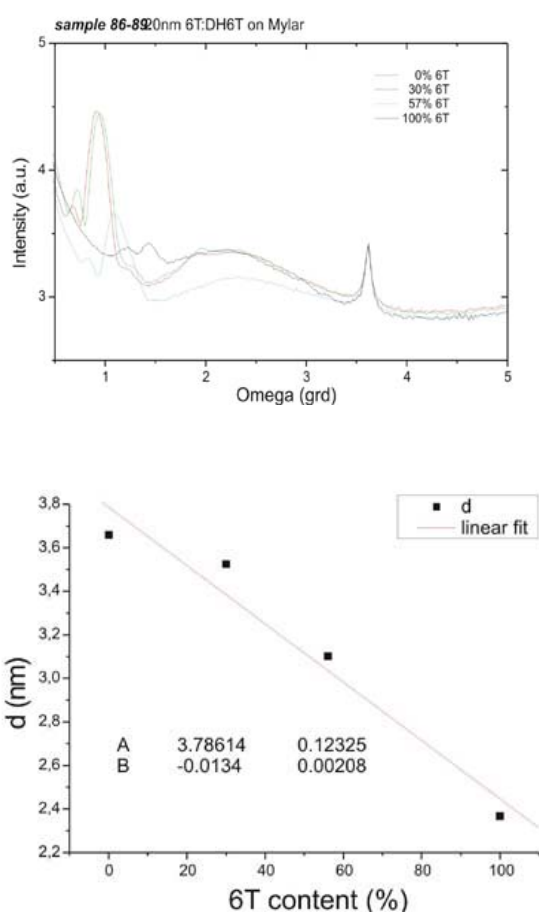 sample 86-89 20nm 6T:DH6T on Mylar
5
4
3
Intensity (a.u.)
0% 6T
30% 6T
57% 6T
100% 6T
1 2 3 4 5
Omega (grd)
3,8
3,6
3,4
3,2
3,0
2,8
2,6
2,4
2,2
d (nm)
d
linear fit
A 3.78614 0.12325
B -0.0134 0.00208
0 20 40 60 80 100
6T content (%)